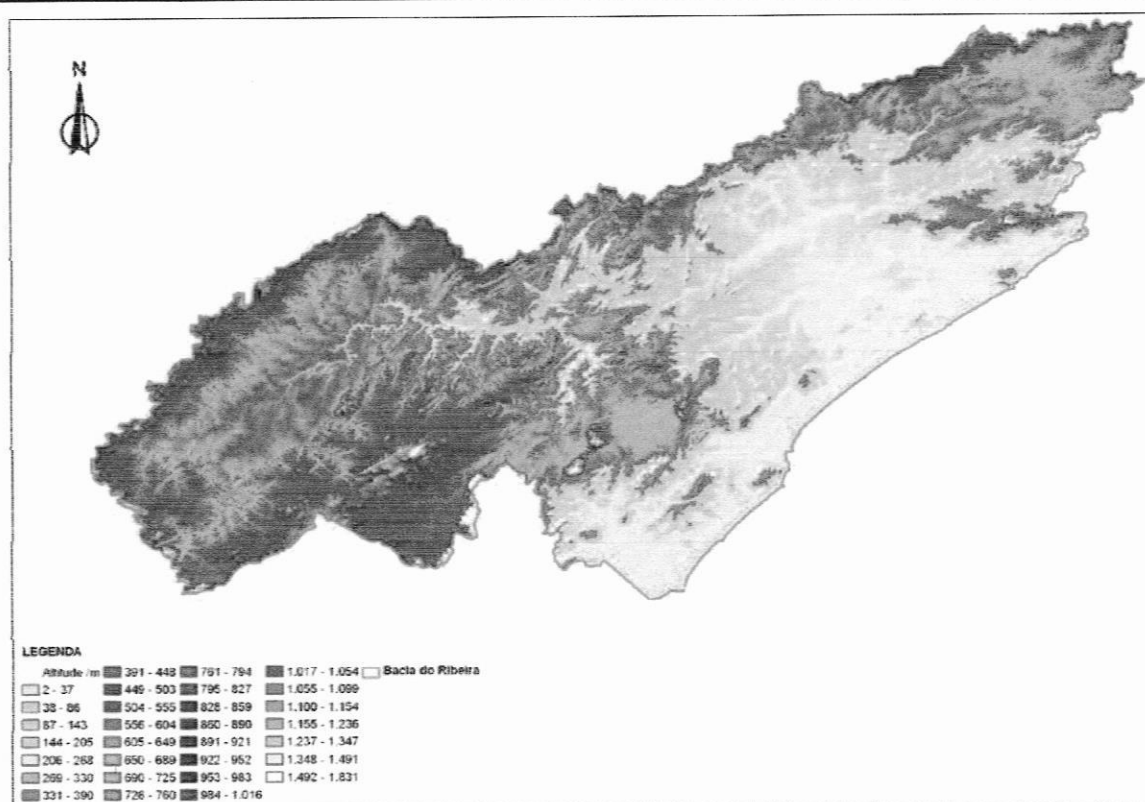 N
LEGENDA
Altitude /m 391 - 448 761 - 794 1.017 - 1.054 Bacia do Ribeira
2 - 37 449 - 503 795 - 827 1.055 - 1.099
38 - 86 504 - 555 828 - 859 1.100 - 1.154
87 - 143 556 - 604 860 - 890 1.155 - 1.236
144 - 205 605 - 649 891 - 921 1.237 - 1.347
206 - 268 650 - 689 922 - 952 1.348 - 1.491
269 - 330 690 - 725 953 - 983 1.492 - 1.831
331 - 390 726 - 760 984 - 1.016